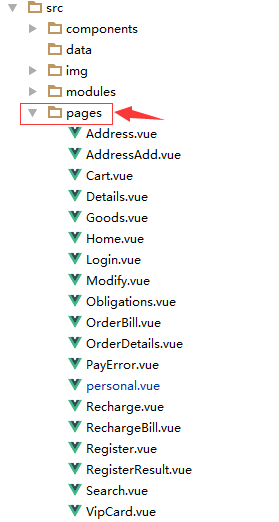 src
components
data
img
modules
pages
Address.vue
AddressAdd.vue
Cart.vue
Details.vue
Goods.vue
Home.vue
Login.vue
Modify.vue
Obligations.vue
OrderBill.vue
OrderDetails.vue
PayError.vue
personal.vue
Recharge.vue
RechargeBill.vue
Register.vue
RegisterResult.vue
Search.vue
VipCard.vue